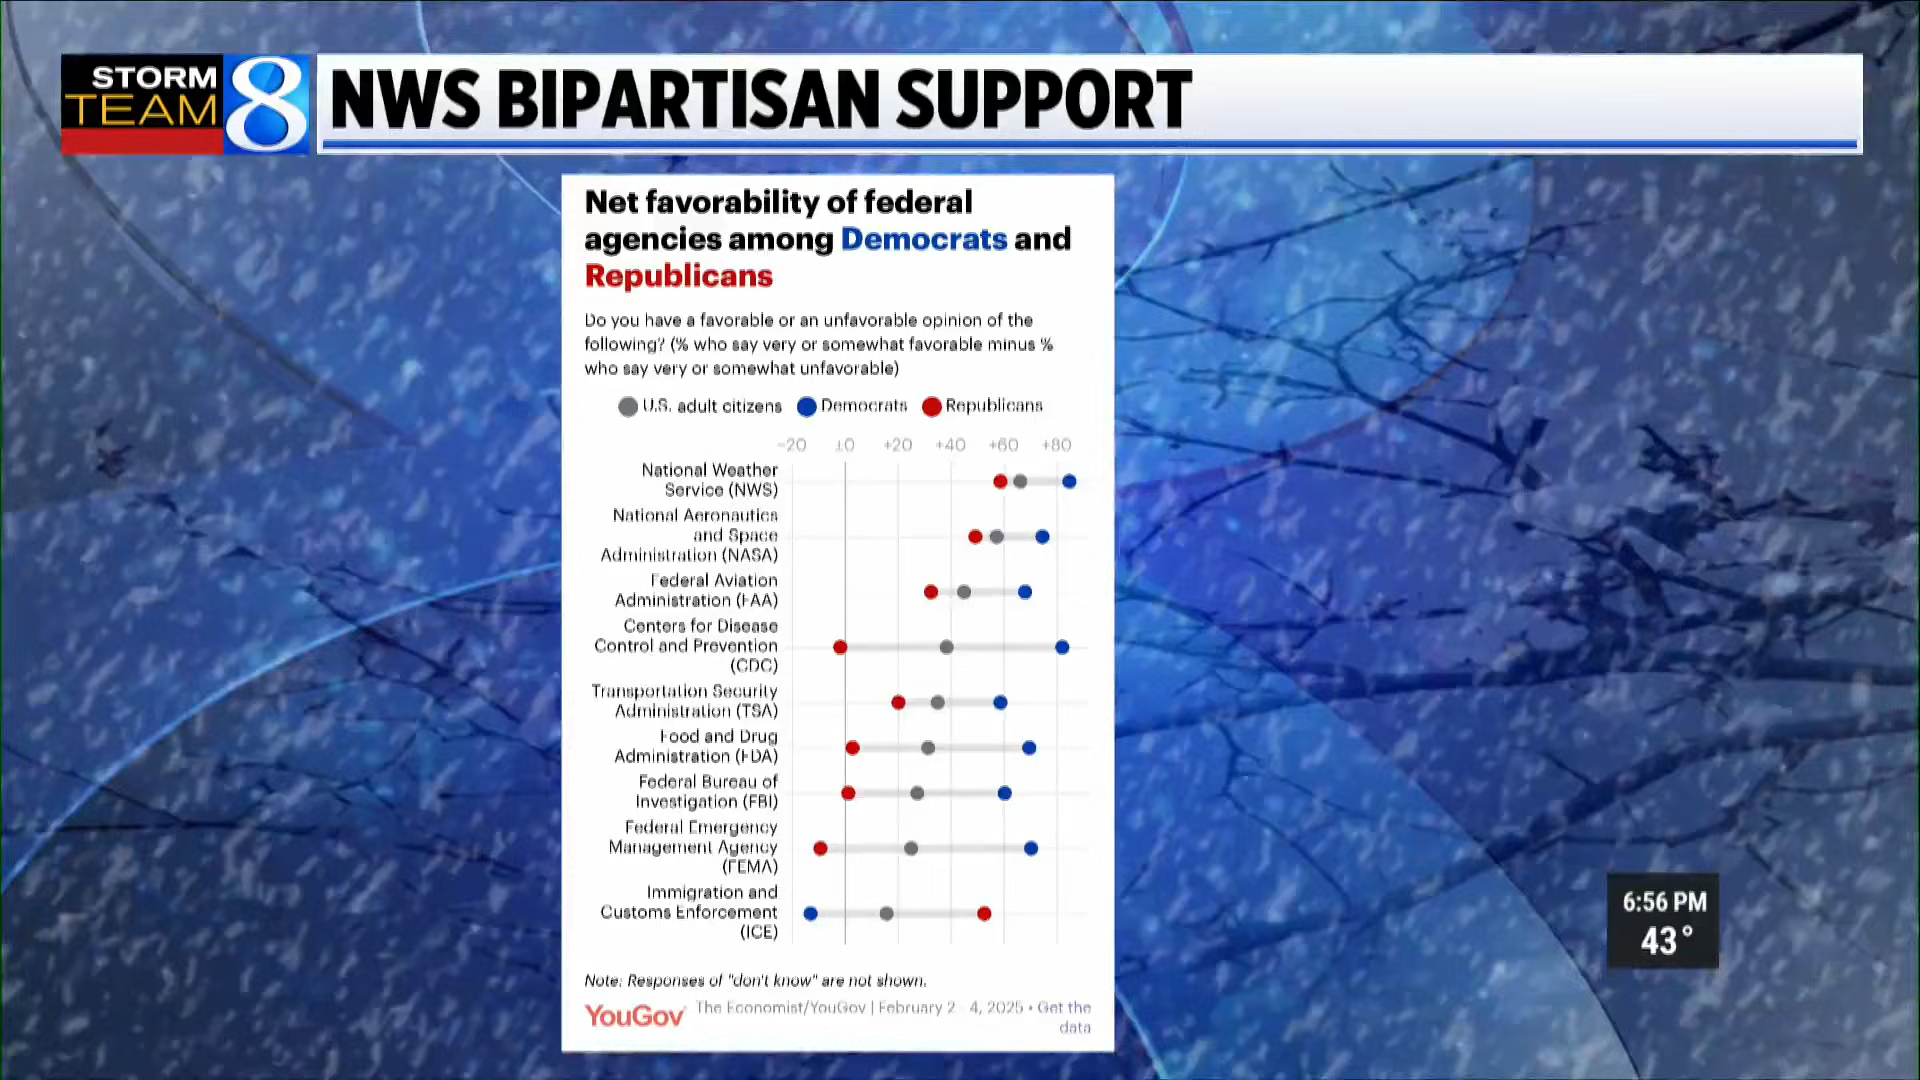 STORM
TEAM
8
NWS BIPARTISAN SUPPORT
Net favorability of federal
agencies among Democrats and
Republicans
Do you have a favorable or an unfavorable opinion of the
following? (% who say very or somewhat favorable minus %
who say very or somewhat unfavorable)
U.S. adult citizens Democrats Republicans
-20 ±0 +20 +40 +60 +80
National Weather
Service (NWS)
National Aeronautics
and Space
Administration (NASA)
Federal Aviation
Administration (FAA)
Centers for Disease
Control and Prevention
(CDC)
Transportation Security
Administration (TSA)
Food and Drug
Administration (FDA)
Federal Bureau of
Investigation (FBI)
Federal Emergency
Management Agency
(FEMA)
Immigration and
Customs Enforcement
(ICE)
Note: Responses of "don't know" are not shown.
YouGov The Economist/YouGov | February 2 - 4, 2025 • Get the
data
6:56 PM
43°